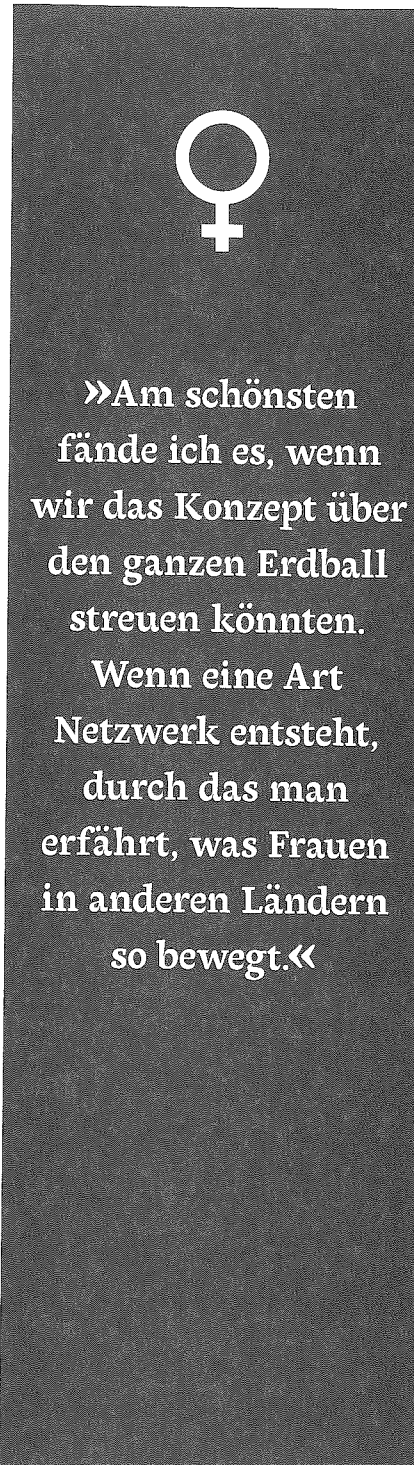 »Am schönsten
fände ich es, wenn
wir das Konzept über
den ganzen Erdball
streuen könnten.
Wenn eine Art
Netzwerk entsteht,
durch das man
erfährt, was Frauen
in anderen Ländern
so bewegt.«